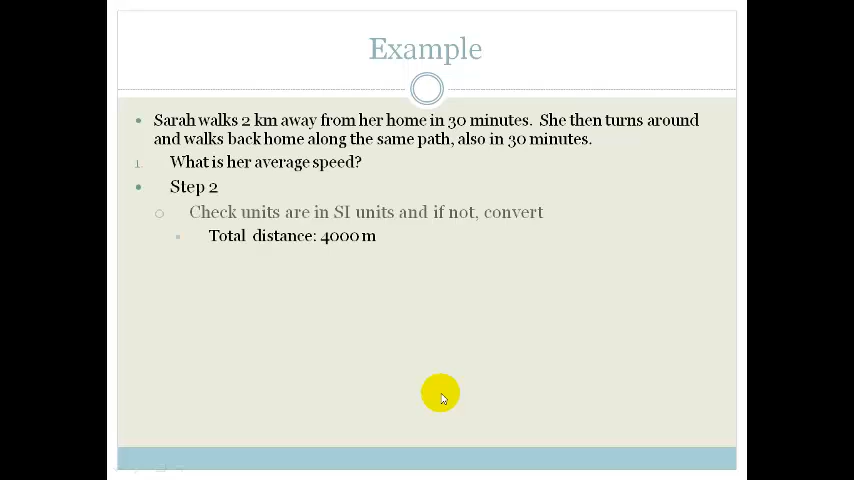 Example
Sarah walks 2 km away from her home in 30 minutes. She then turns around
and walks back home along the same path, also in 30 minutes.
1. What is her average speed?
Step 2
Check units are in SI units and if not, convert
Total distance: 4000 m